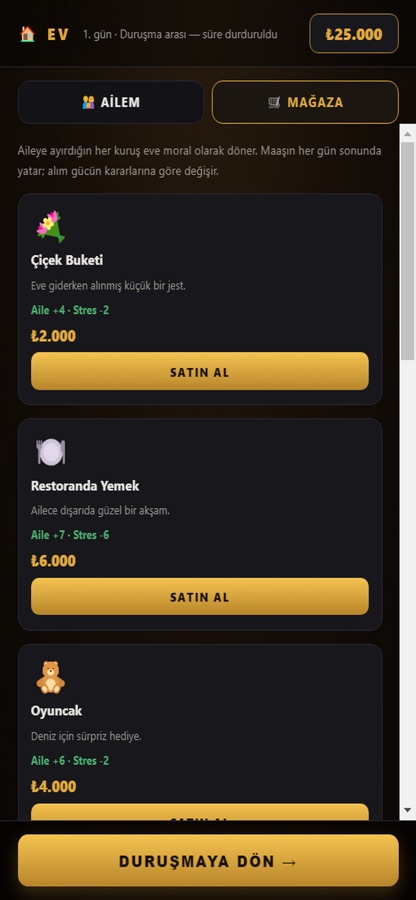 EV 1. gün · Duruşma arası — süre durduruldu ₺25.000
AİLEM MAĞAZA
Aileye ayırdığın her kuruş eve moral olarak döner. Maaşın her gün sonunda
yatar; alım gücün kararlarına göre değişir.
Çiçek Buketi
Eve giderken alınmış küçük bir jest.
Aile +4 · Stres -2
₺2.000
SATIN AL
Restoranda Yemek
Ailece dışarıda güzel bir akşam.
Aile +7 · Stres -6
₺6.000
SATIN AL
Oyuncak
Deniz için sürpriz hediye.
Aile +6 · Stres -2
₺4.000
DURUŞMAYA DÖN →